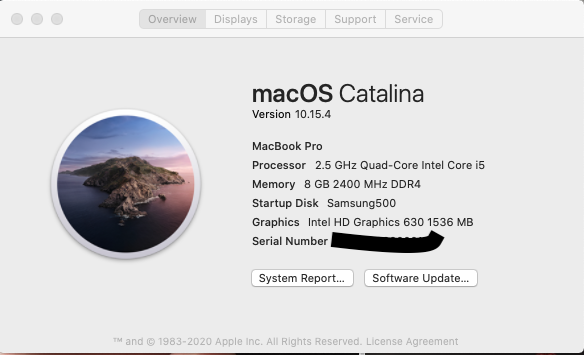 Overview Displays Storage Support Service
macOS Catalina
Version 10.15.4
MacBook Pro
Processor 2.5 GHz Quad-Core Intel Core i5
Memory 8 GB 2400 MHz DDR4
Startup Disk Samsung500
Graphics Intel HD Graphics 630 1536 MB
Serial Number
System Report... Software Update...
™ and © 1983-2020 Apple Inc. All Rights Reserved. License Agreement